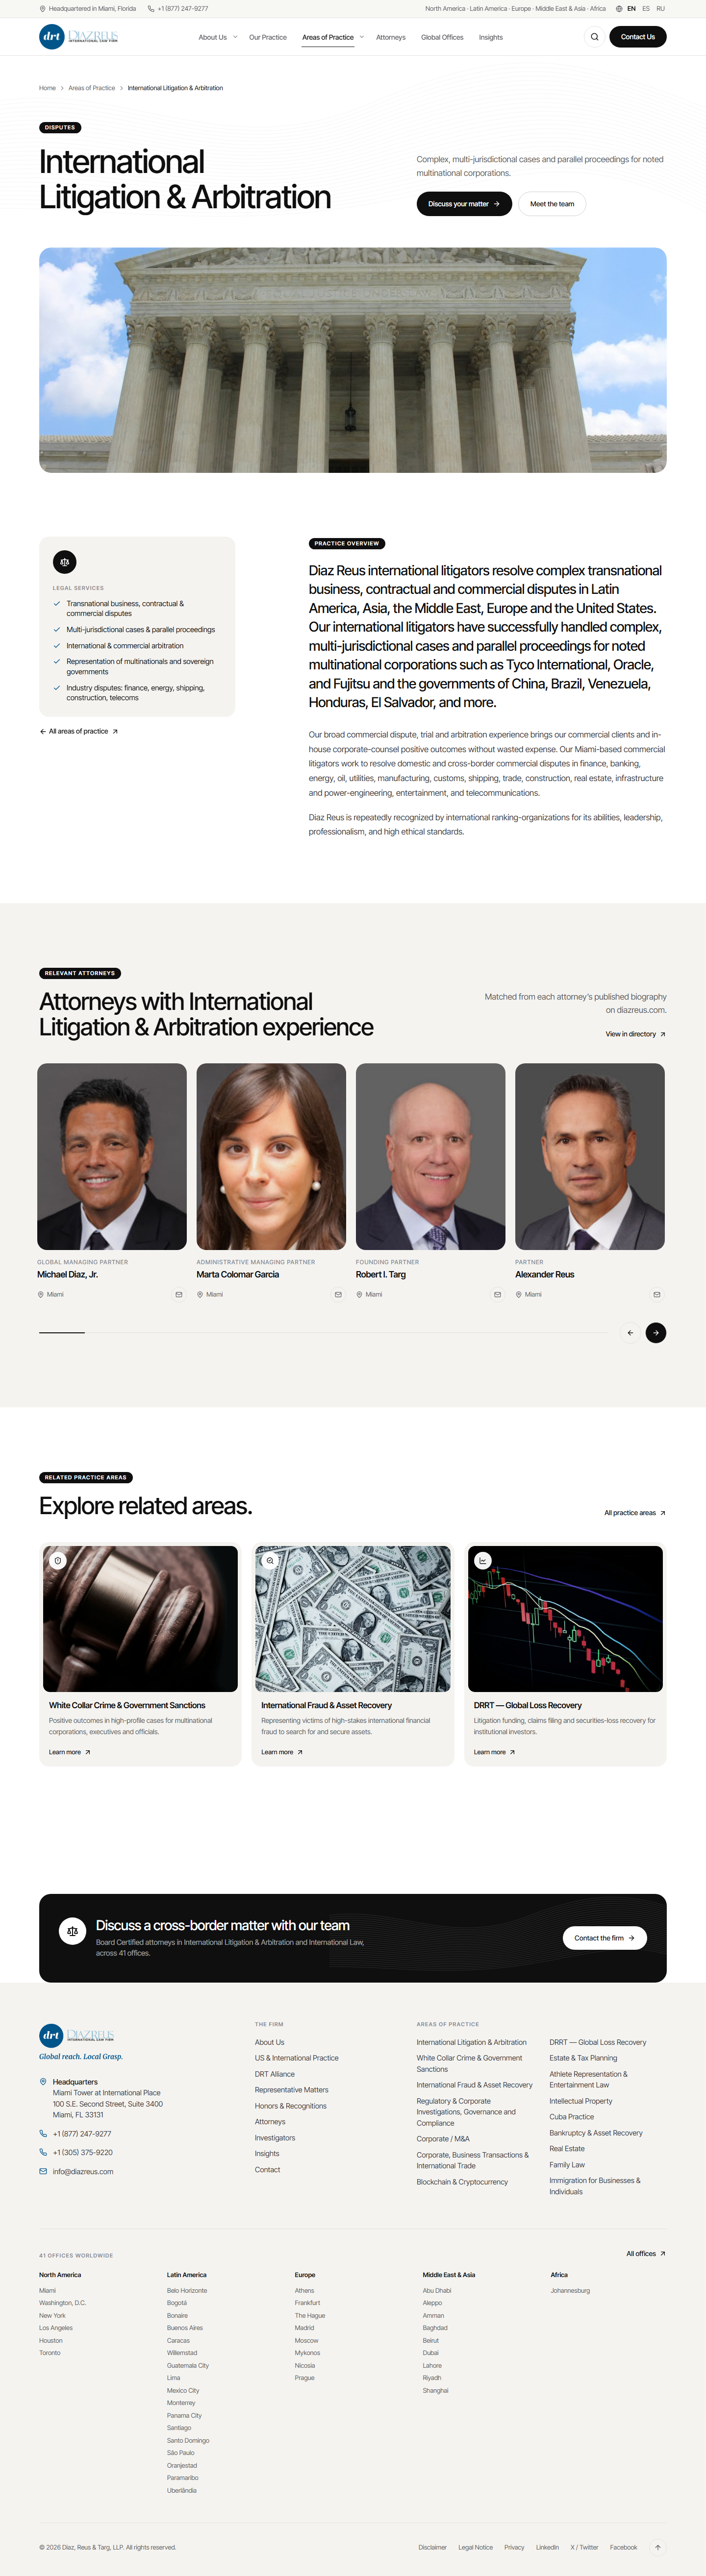 Headquartered in Miami, Florida
+1 (877) 247-9277
North America · Latin America · Europe · Middle East & Asia · Africa
EN ES RU
drt DIAZREUS
INTERNATIONAL LAW FIRM
About Us
Our Practice
Areas of Practice
Attorneys
Global Offices
Insights
Contact Us
Home > Areas of Practice > International Litigation & Arbitration
DISPUTES
International
Litigation & Arbitration
Complex, multi-jurisdictional cases and parallel proceedings for noted
multinational corporations.
Discuss your matter
Meet the team
EQUAL JUSTICE UNDER LAW
LEGAL SERVICES
Transnational business, contractual &
commercial disputes
Multi-jurisdictional cases & parallel proceedings
International & commercial arbitration
Representation of multinationals and sovereign
governments
Industry disputes: finance, energy, shipping,
construction, telecoms
All areas of practice
PRACTICE OVERVIEW
Diaz Reus international litigators resolve complex transnational
business, contractual and commercial disputes in Latin
America, Asia, the Middle East, Europe and the United States.
Our international litigators have successfully handled complex,
multi-jurisdictional cases and parallel proceedings for noted
multinational corporations such as Tyco International, Oracle,
and Fujitsu and the governments of China, Brazil, Venezuela,
Honduras, El Salvador, and more.
Our broad commercial dispute, trial and arbitration experience brings our commercial clients and in-
house corporate-counsel positive outcomes without wasted expense. Our Miami-based commercial
litigators work to resolve domestic and cross-border commercial disputes in finance, banking,
energy, oil, utilities, manufacturing, customs, shipping, trade, construction, real estate, infrastructure
and power-engineering, entertainment, and telecommunications.
Diaz Reus is repeatedly recognized by international ranking-organizations for its abilities, leadership,
professionalism, and high ethical standards.
RELEVANT ATTORNEYS
Attorneys with International
Litigation & Arbitration experience
Matched from each attorney's published biography
on diazreus.com.
View in directory
GLOBAL MANAGING PARTNER
Michael Diaz, Jr.
Miami
ADMINISTRATIVE MANAGING PARTNER
Marta Colomar Garcia
Miami
FOUNDING PARTNER
Robert I. Targ
Miami
PARTNER
Alexander Reus
Miami
RELATED PRACTICE AREAS
Explore related areas.
All practice areas
White Collar Crime & Government Sanctions
Positive outcomes in high-profile cases for multinational
corporations, executives and officials.
Learn more
International Fraud & Asset Recovery
Representing victims of high-stakes international financial
fraud to search for and secure assets.
Learn more
DRRT — Global Loss Recovery
Litigation funding, claims filing and securities-loss recovery for
institutional investors.
Learn more
Discuss a cross-border matter with our team
Board Certified attorneys in International Litigation & Arbitration and International Law,
across 41 offices.
Contact the firm
drt DIAZREUS
INTERNATIONAL LAW FIRM
Global reach. Local Grasp.
Headquarters
Miami Tower at International Place
100 S.E. Second Street, Suite 3400
Miami, FL 33131
+1 (877) 247-9277
+1 (305) 375-9220
info@diazreus.com
THE FIRM
About Us
US & International Practice
DRT Alliance
Representative Matters
Honors & Recognitions
Attorneys
Investigators
Insights
Contact
AREAS OF PRACTICE
International Litigation & Arbitration
White Collar Crime & Government
Sanctions
International Fraud & Asset Recovery
Regulatory & Corporate
Investigations, Governance and
Compliance
Corporate / M&A
Corporate, Business Transactions &
International Trade
Blockchain & Cryptocurrency
DRRT — Global Loss Recovery
Estate & Tax Planning
Athlete Representation &
Entertainment Law
Intellectual Property
Cuba Practice
Bankruptcy & Asset Recovery
Real Estate
Family Law
Immigration for Businesses &
Individuals
41 OFFICES WORLDWIDE
All offices
North America
Miami
Washington, D.C.
New York
Los Angeles
Houston
Toronto
Latin America
Belo Horizonte
Bogotá
Bonaire
Buenos Aires
Caracas
Willemstad
Guatemala City
Lima
Mexico City
Monterrey
Panama City
Santiago
Santo Domingo
São Paulo
Oranjestad
Paramaribo
Uberlândia
Europe
Athens
Frankfurt
The Hague
Madrid
Moscow
Mykonos
Nicosia
Prague
Middle East & Asia
Abu Dhabi
Aleppo
Amman
Baghdad
Beirut
Dubai
Lahore
Riyadh
Shanghai
Africa
Johannesburg
© 2026 Diaz, Reus & Targ, LLP. All rights reserved.
Disclaimer
Legal Notice
Privacy
LinkedIn
X / Twitter
Facebook